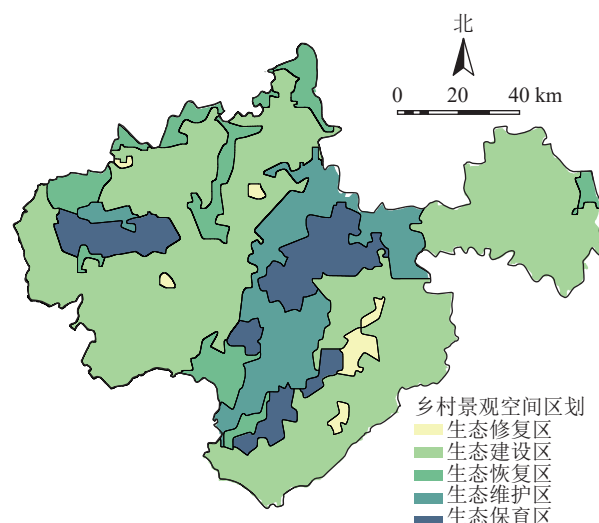 北
0 20 40 km
乡村景观空间区划
生态修复区
生态建设区
生态恢复区
生态维护区
生态保育区